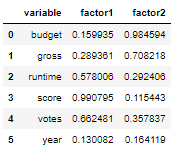 variable factor1 factor2
0 budget 0.159935 0.984594
1 gross 0.289361 0.708218
2 runtime 0.578006 0.292406
3 score 0.990795 0.115443
4 votes 0.662481 0.357837
5 year 0.130082 0.164119